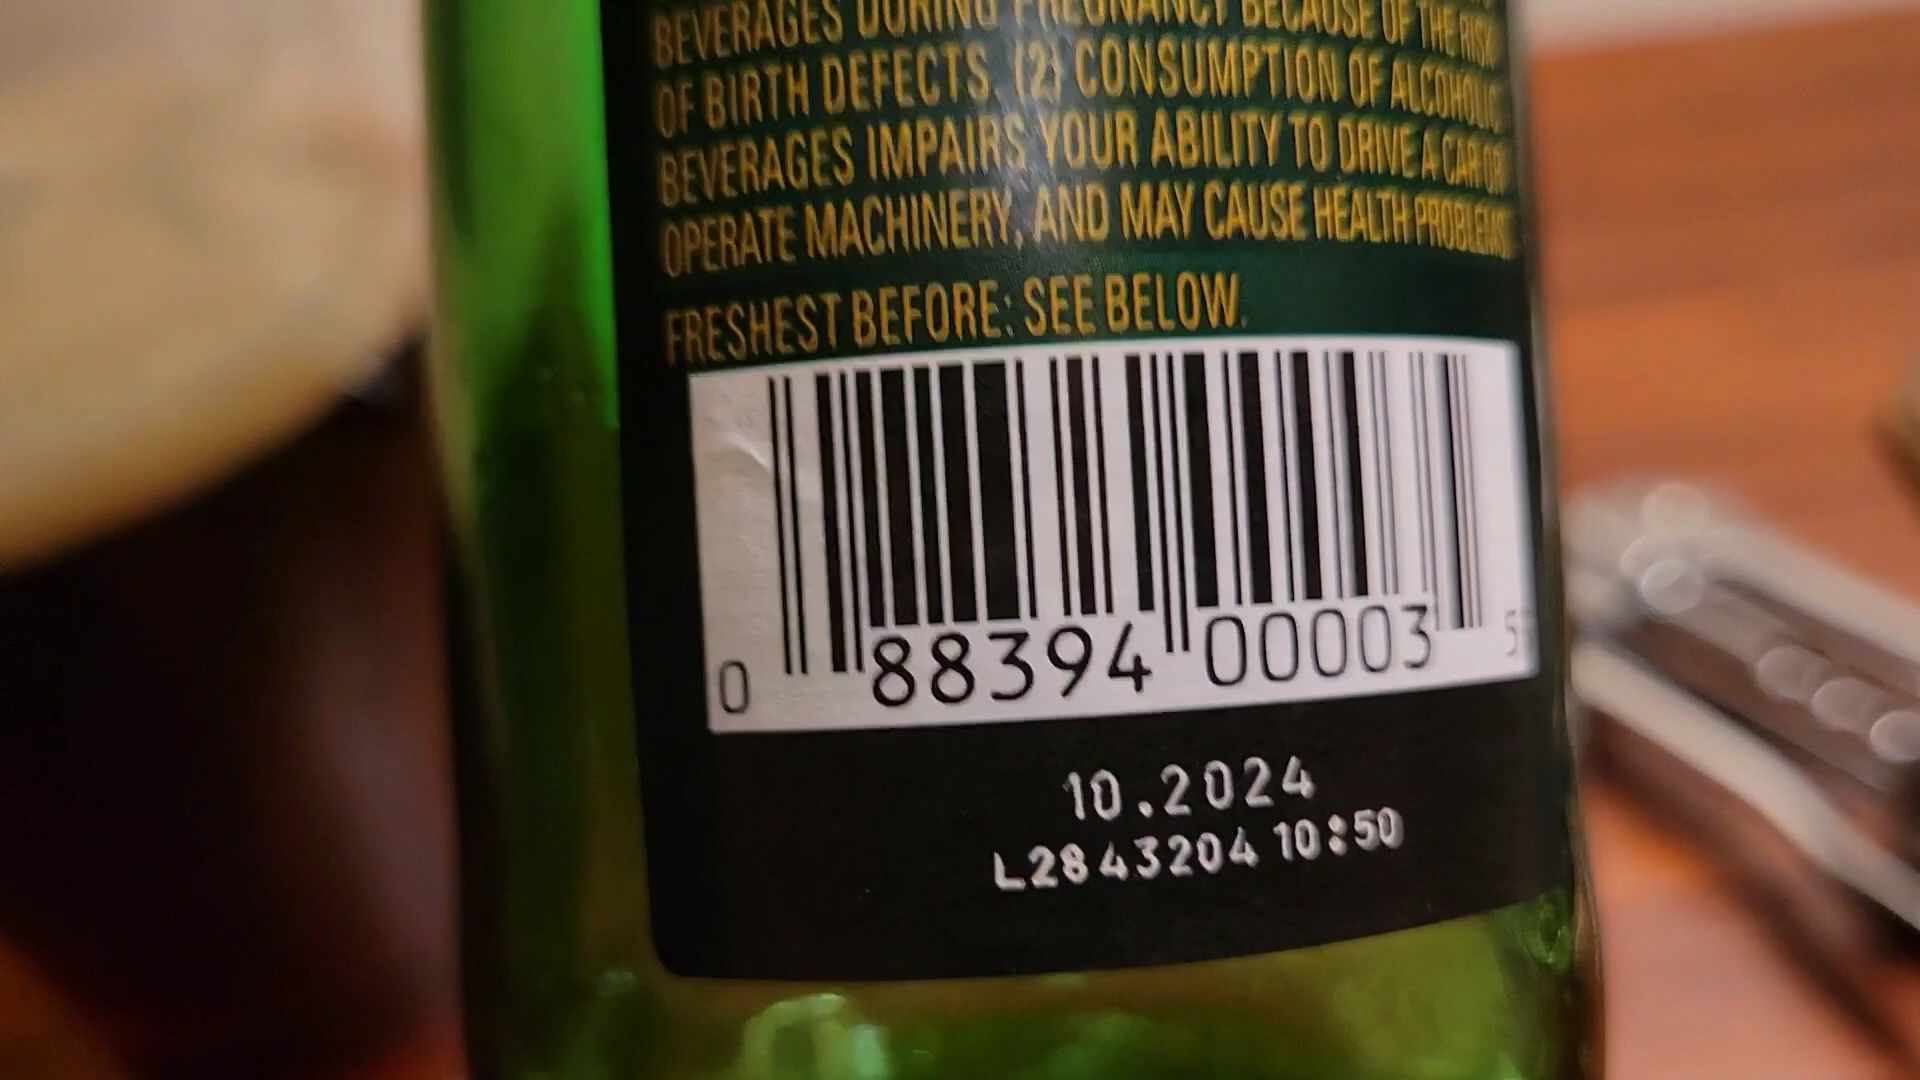 BEVERAGES DURING PREGNANCY BECAUSE OF THE RISK
OF BIRTH DEFECTS. (2) CONSUMPTION OF ALCOHOLIC
BEVERAGES IMPAIRS YOUR ABILITY TO DRIVE A CAR OR
OPERATE MACHINERY, AND MAY CAUSE HEALTH PROBLEMS
FRESHEST BEFORE: SEE BELOW.
0 88394 00003 5
10.2024
L2843204 10:50